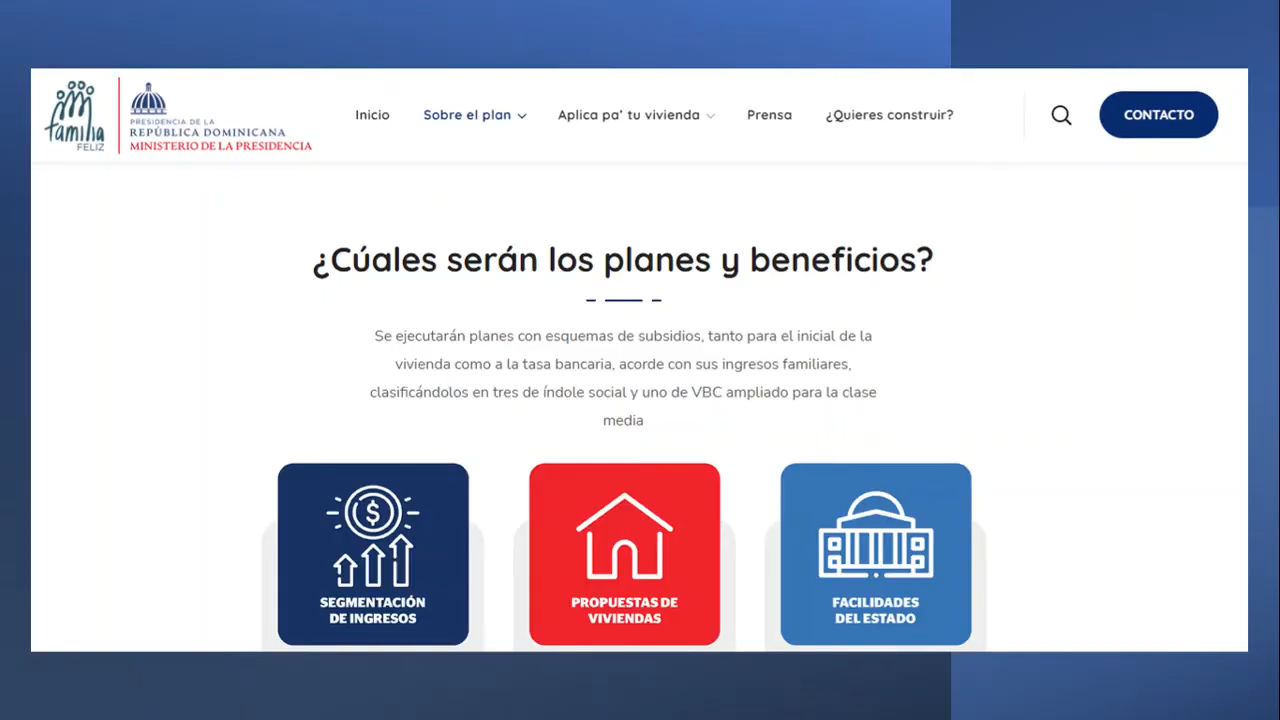 familia
FELIZ
PRESIDENCIA DE LA
REPÚBLICA DOMINICANA
MINISTERIO DE LA PRESIDENCIA
Inicio
Sobre el plan
Aplica pa' tu vivienda
Prensa
¿Quieres construir?
CONTACTO
¿Cúales serán los planes y beneficios?
Se ejecutarán planes con esquemas de subsidios, tanto para el inicial de la
vivienda como a la tasa bancaria, acorde con sus ingresos familiares,
clasificándolos en tres de índole social y uno de VBC ampliado para la clase
media
$
SEGMENTACIÓN
DE INGRESOS
PROPUESTAS DE
VIVIENDAS
FACILIDADES
DEL ESTADO